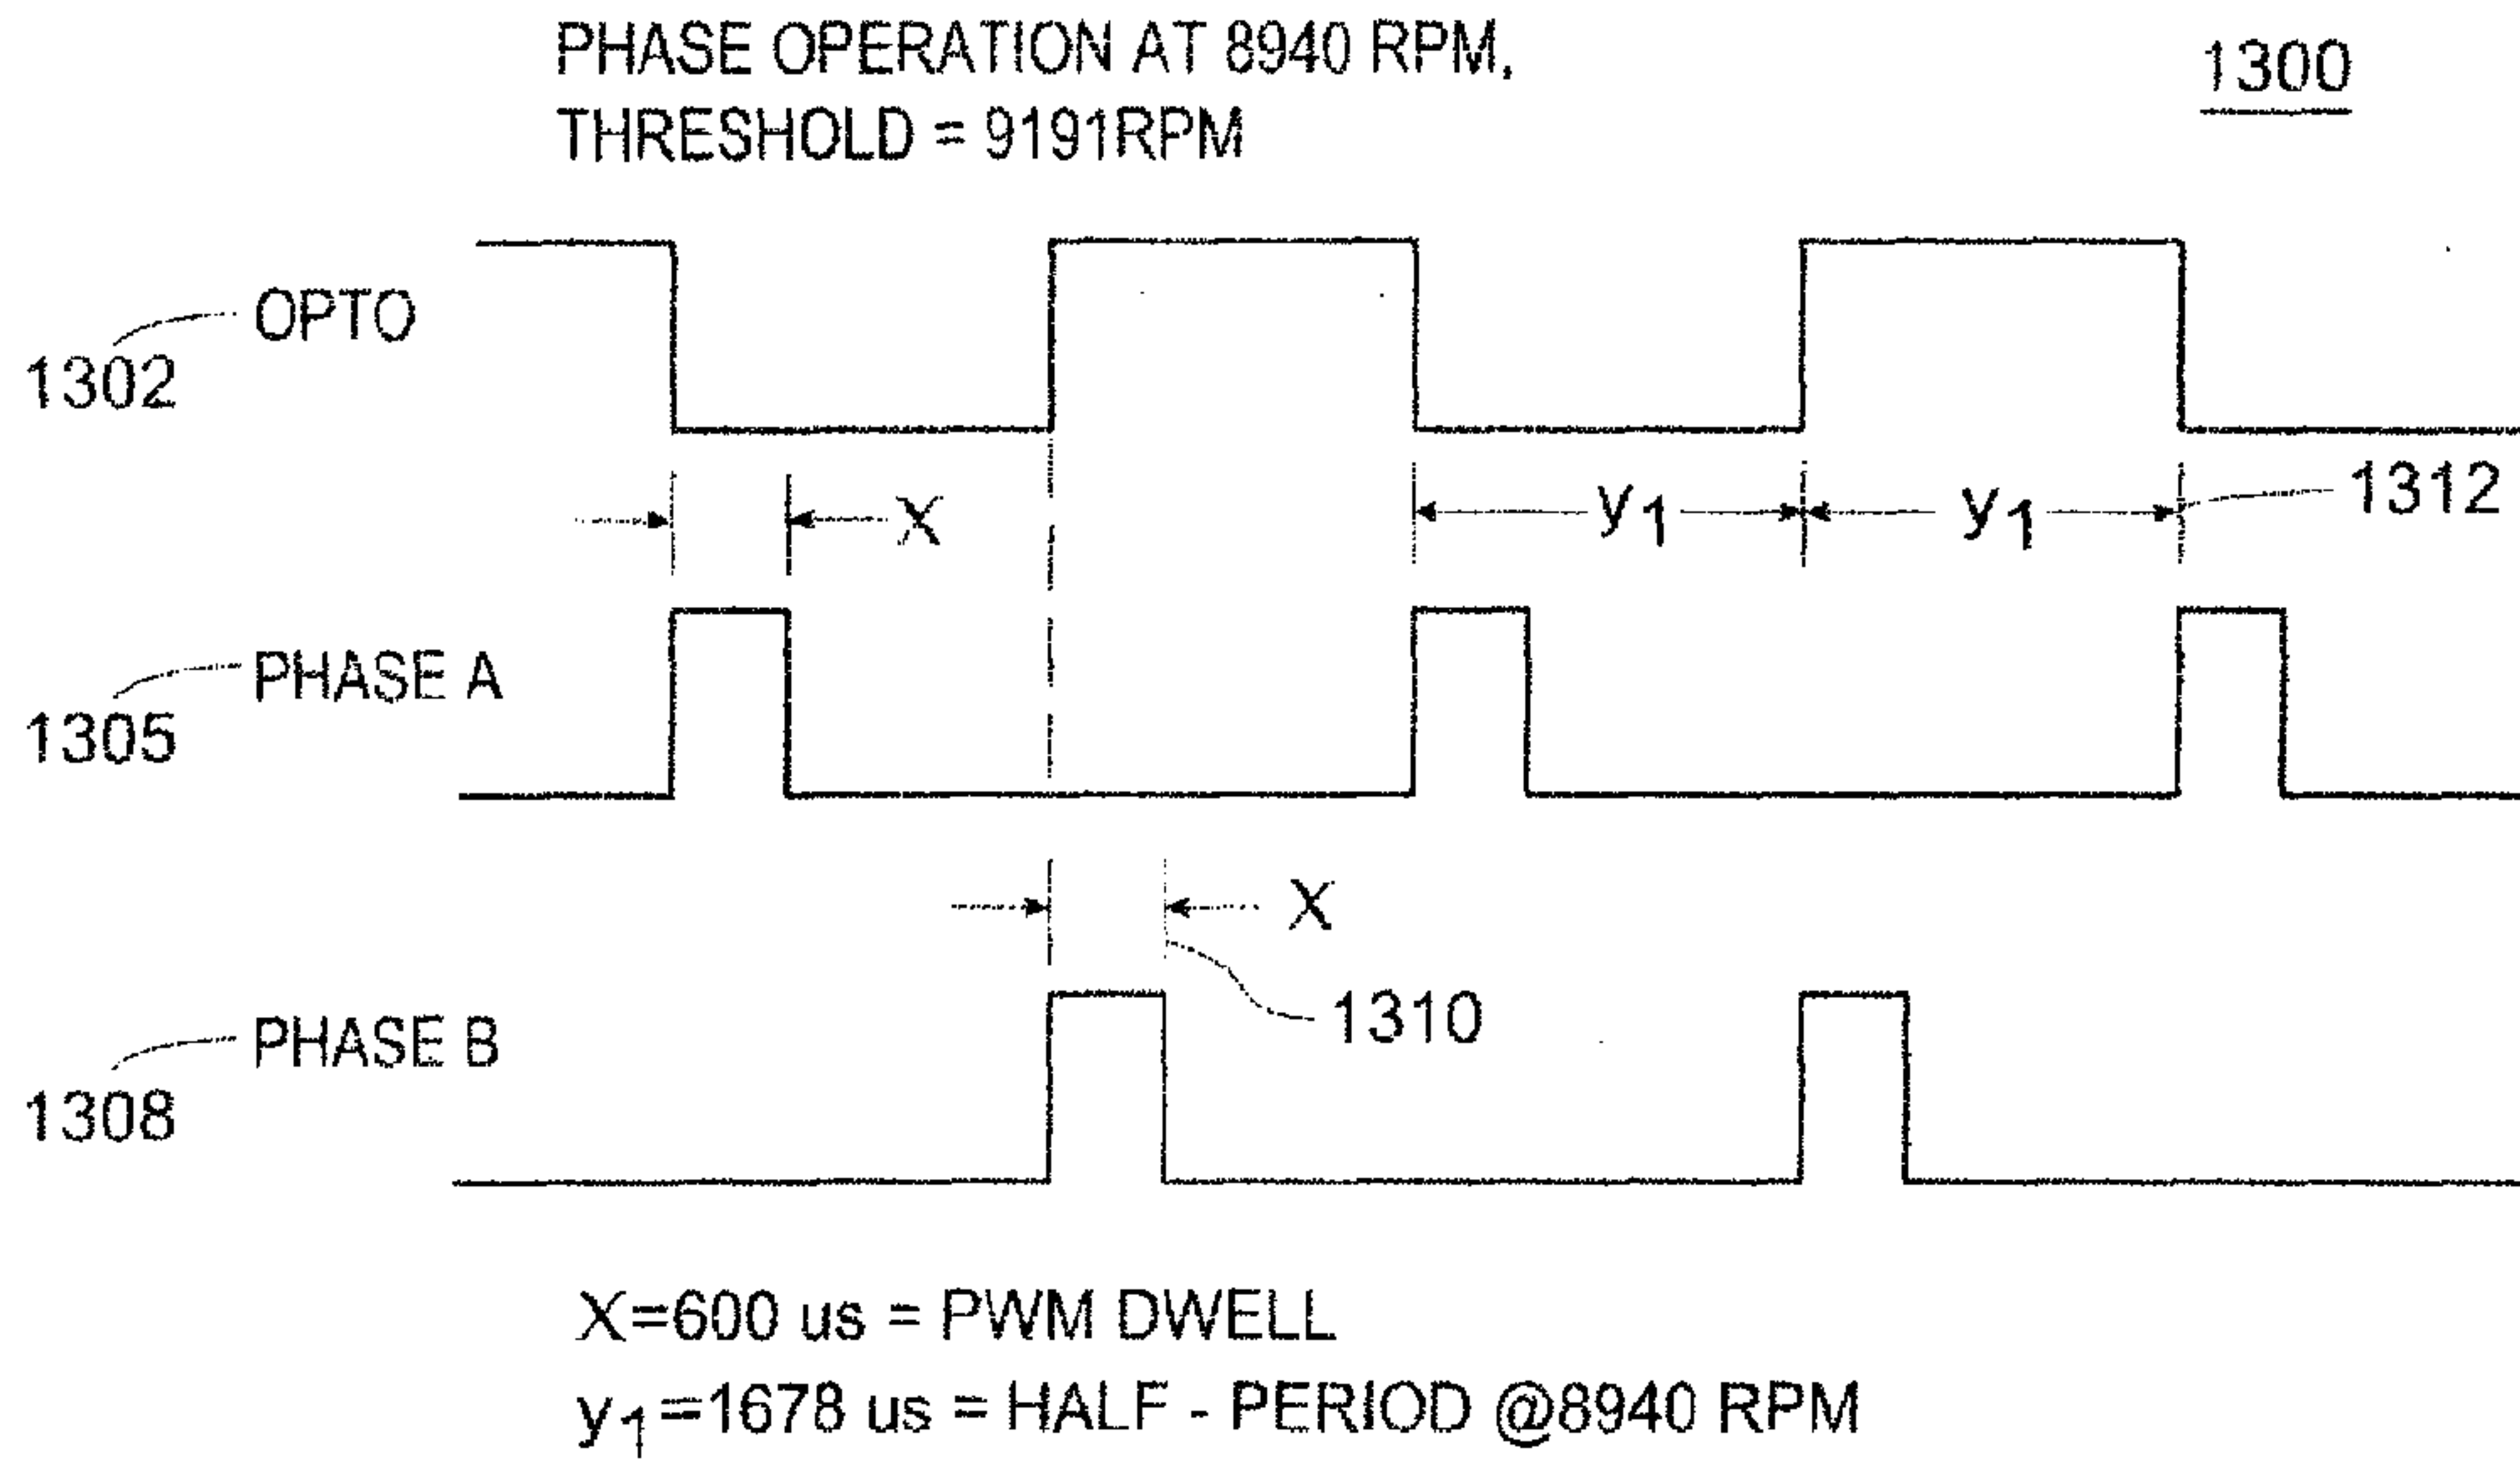 PHASE OPERATION AT 8940 RPM,
THRESHOLD = 9191RPM
1300
OPTO
1302
X
y1
y1
1312
PHASE A
1305
X
1310
PHASE B
1308
X=600 us = PWM DWELL
y1=1678 us = HALF - PERIOD @8940 RPM